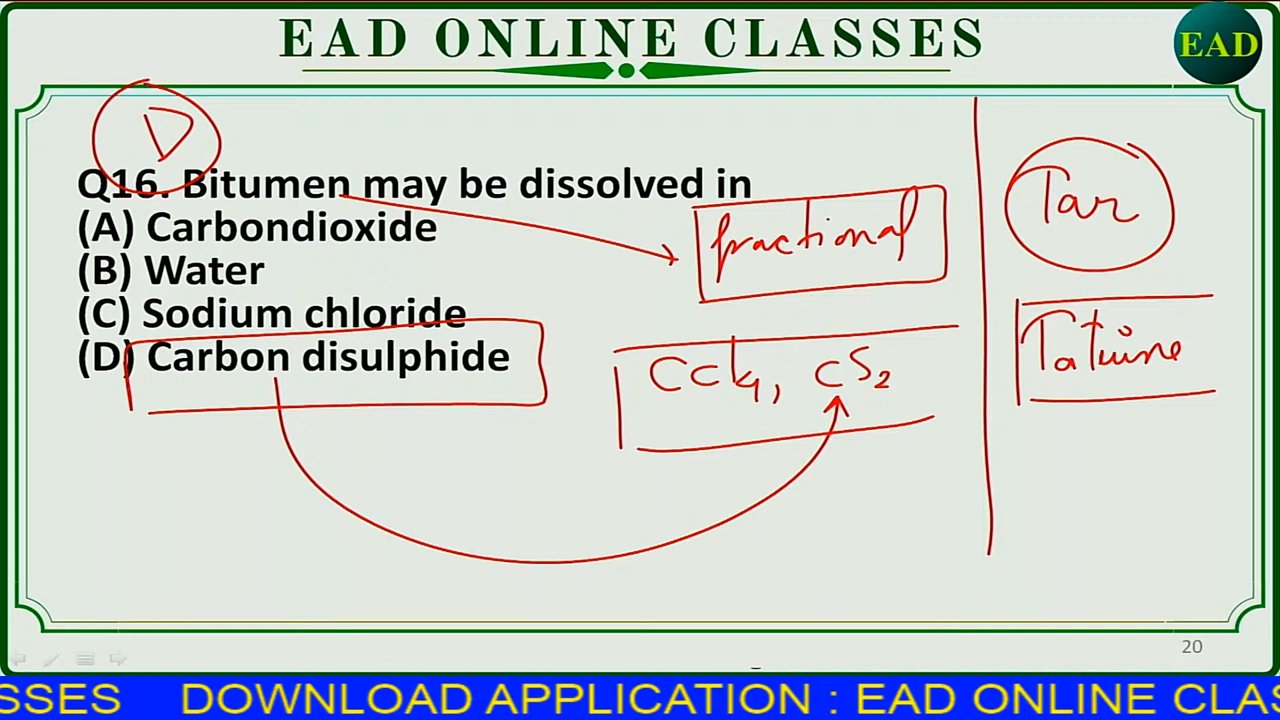 EAD ONLINE CLASSES
EAD
D
Q16. Bitumen may be dissolved in
(A) Carbondioxide
(B) Water
(C) Sodium chloride
(D) Carbon disulphide
fractional
CCl4, CS2
Tar
20
SSES DOWNLOAD APPLICATION : EAD ONLINE CLAS